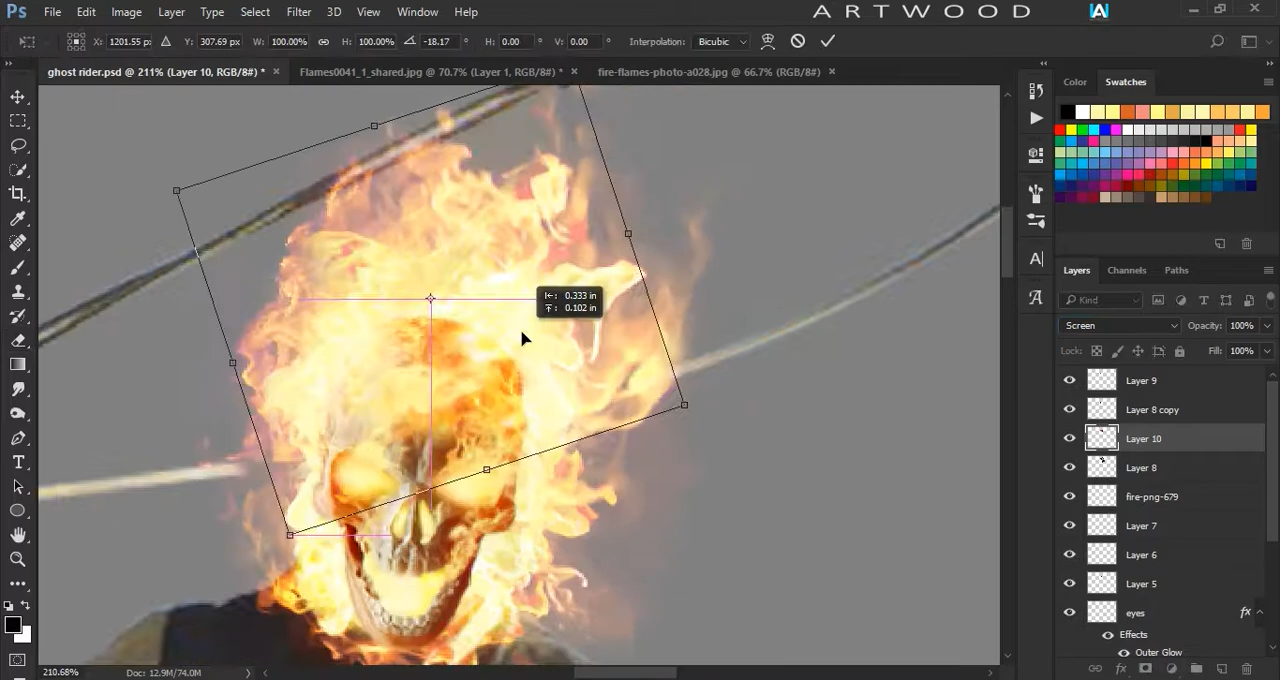 Ps File Edit Image Layer Type Select Filter 3D View Window Help ARTWOOD
X: 1201.55 px Y: 307.69 px W: 100.00% H: 100.00% -18.17 ° H: 0.00 ° V: 0.00 ° Interpolation: Bicubic
ghost rider.psd @ 211% (Layer 10, RGB/8#) * × Flames0041_1_shared.jpg @ 70.7% (Layer 1, RGB/8#) * × fire-flames-photo-a028.jpg @ 66.7% (RGB/8#) ×
Color Swatches
Layers Channels Paths
Kind
0.333 in
0.102 in
Screen Opacity: 100%
Lock: Fill: 100%
Layer 9
Layer 8 copy
Layer 10
Layer 8
fire-png-679
Layer 7
Layer 6
Layer 5
eyes fx
Effects
Outer Glow
210.68% Doc: 12.9M/74.0M